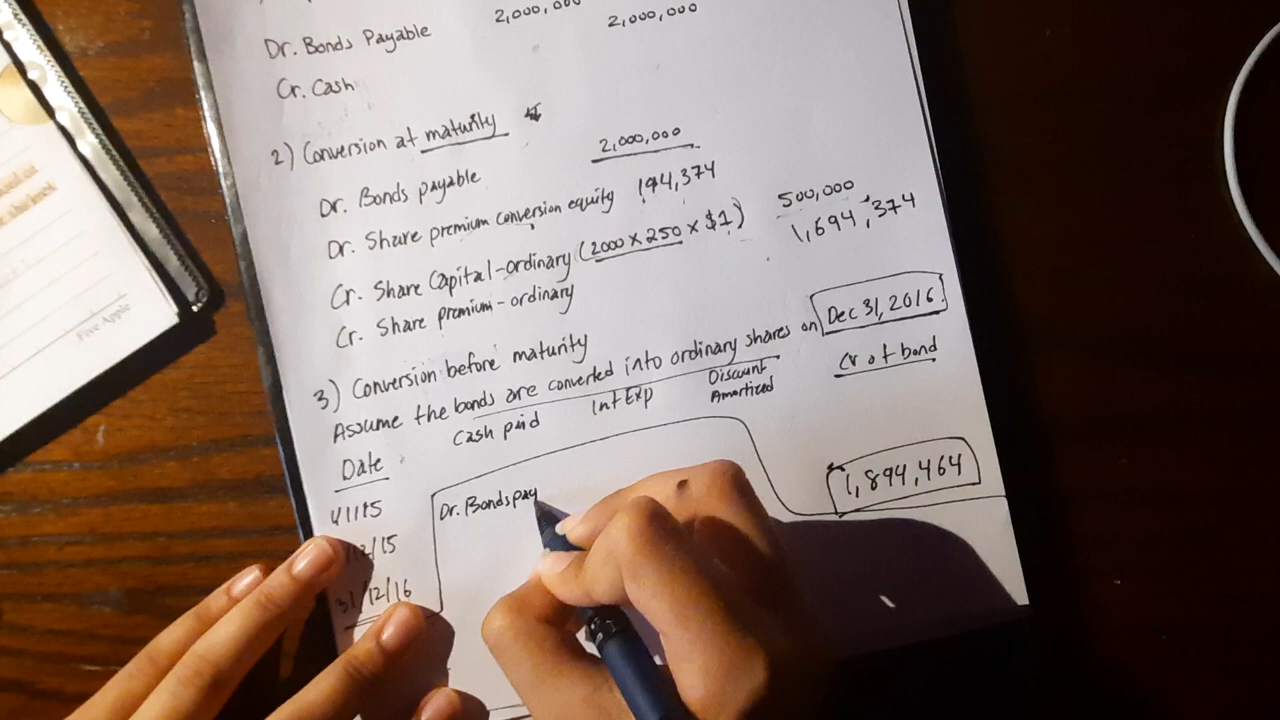 2,000,000
Dr. Bonds Payable
2,000,000
Cr. Cash
2) Conversion at maturity
Dr. Bonds payable 2,000,000
Dr. Share premium conversion equity 194,374
Cr. Share Capital-ordinary (2000 x 250 x $1) 500,000
Cr. Share premium-ordinary 1,694,374
3) Conversion before maturity
Assume the bonds are converted into ordinary shares on Dec 31, 2016.
Date Cash paid Int Exp Discount Amortized CV of bond
1,894,464
Dr. Bonds pay
12/15
31/12/16
Five Apple